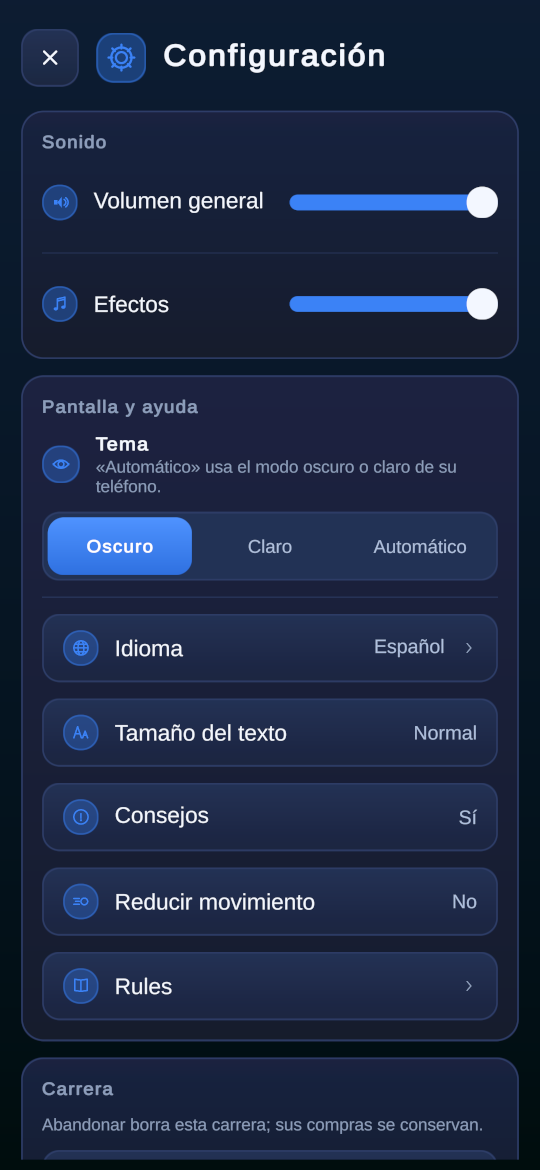 Configuración
Sonido
Volumen general
Efectos
Pantalla y ayuda
Tema
«Automático» usa el modo oscuro o claro de su
teléfono.
Oscuro Claro Automático
Idioma Español
Tamaño del texto Normal
Consejos Sí
Reducir movimiento No
Rules
Carrera
Abandonar borra esta carrera; sus compras se conservan.